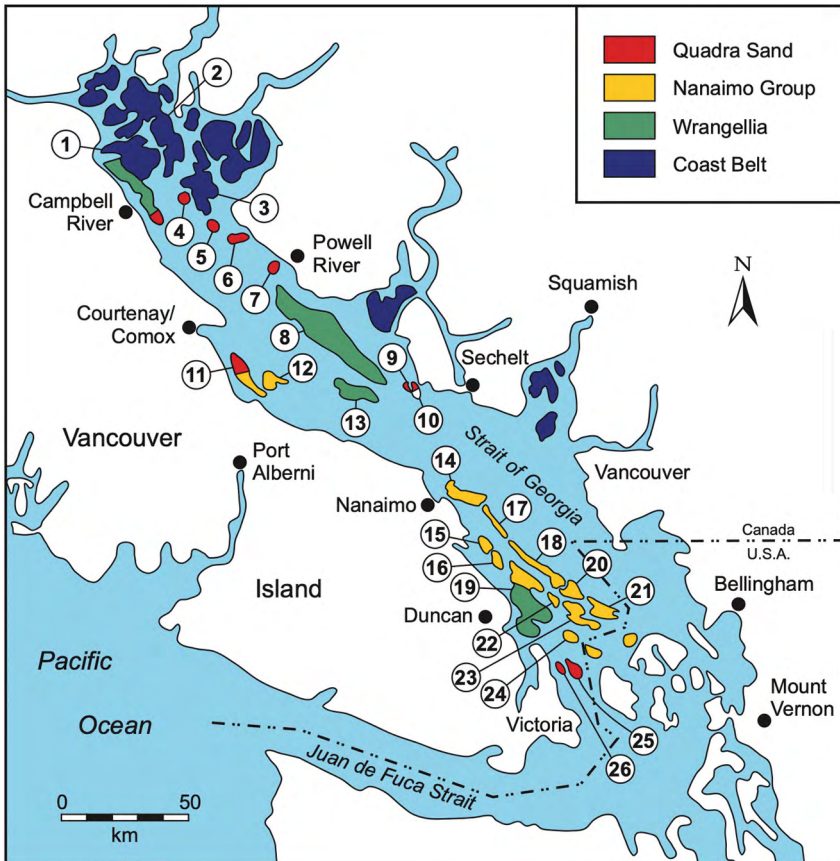 Quadra Sand
Nanaimo Group
Wrangellia
Coast Belt
2
1
Campbell
River
3
4
5
6
Powell
River
7
N
Squamish
Courtenay/
Comox
8
9
Sechelt
11
12
13
10
Vancouver
Port
Alberni
Strait of Georgia
Vancouver
14
Nanaimo
17
15
18
Canada
U.S.A.
16
20
Island
19
21
Bellingham
Duncan
22
Pacific
23
24
Mount
Vernon
Ocean
Victoria
25
26
Juan de Fuca Strait
0
50
km